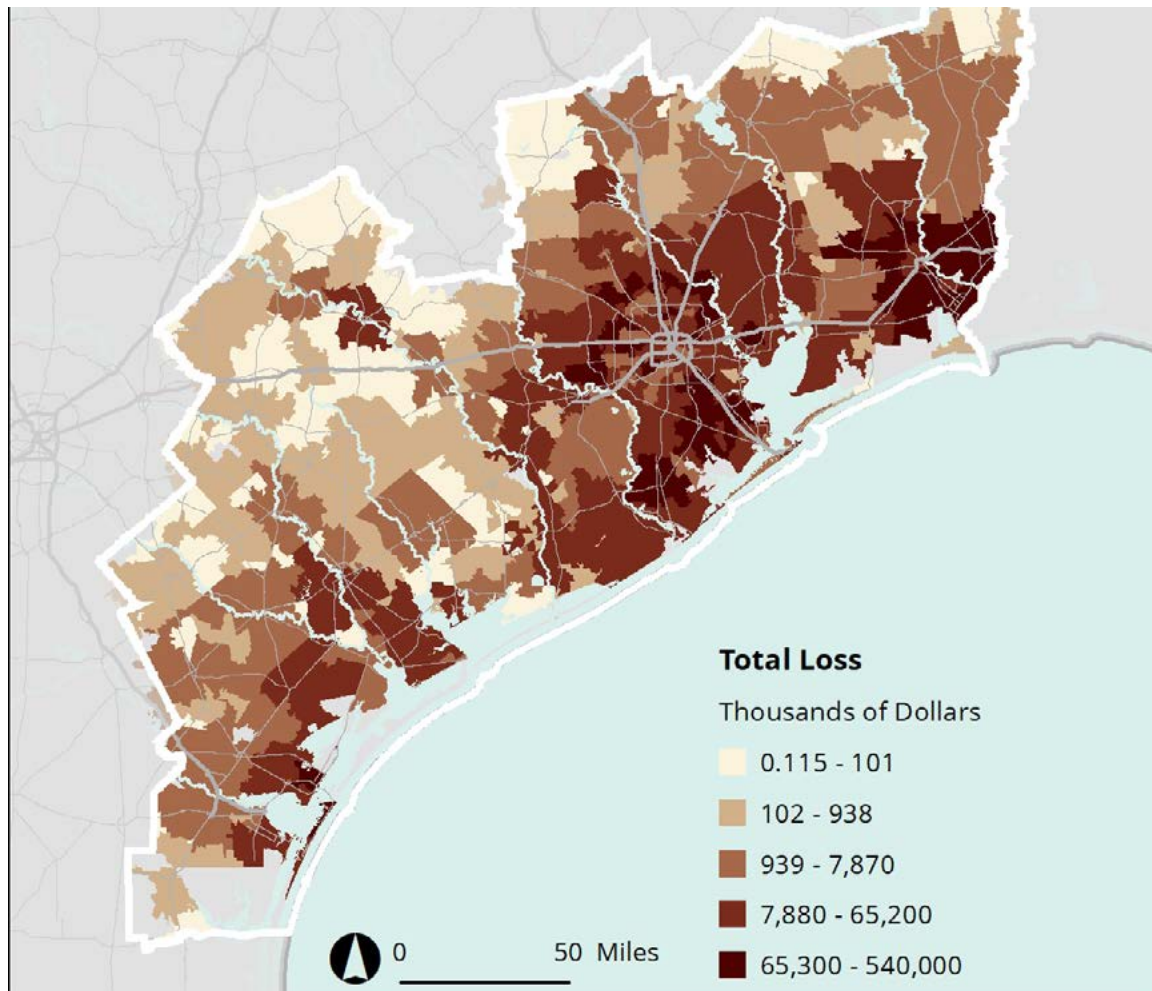 Total Loss
Thousands of Dollars
0.115 - 101
102 - 938
939 - 7,870
7,880 - 65,200
65,300 - 540,000
0 50 Miles